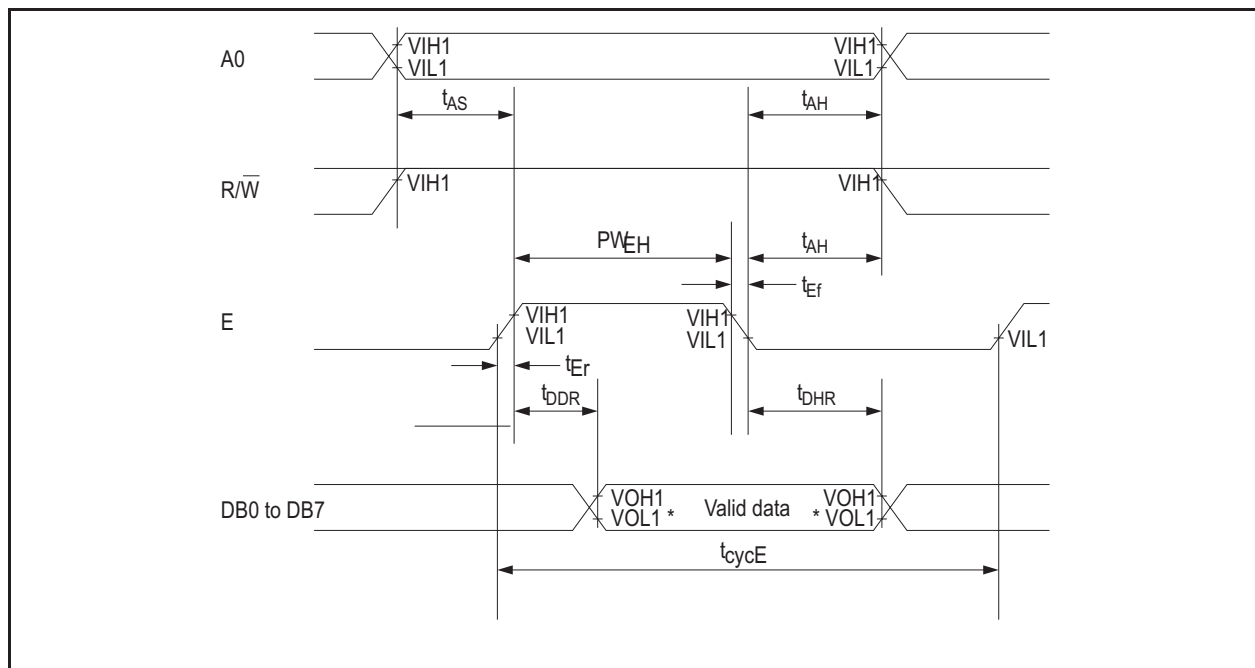 A0
VIH1
VIL1
VIH1
VIL1
tAS
tAH
R/W̅
VIH1
VIH1
PWEH
tAH
tEf
E
VIH1
VIL1
VIH1
VIL1
VIL1
tEr
tDDR
tDHR
DB0 to DB7
VOH1
VOL1 *
Valid data
VOH1
* VOL1
tcycE